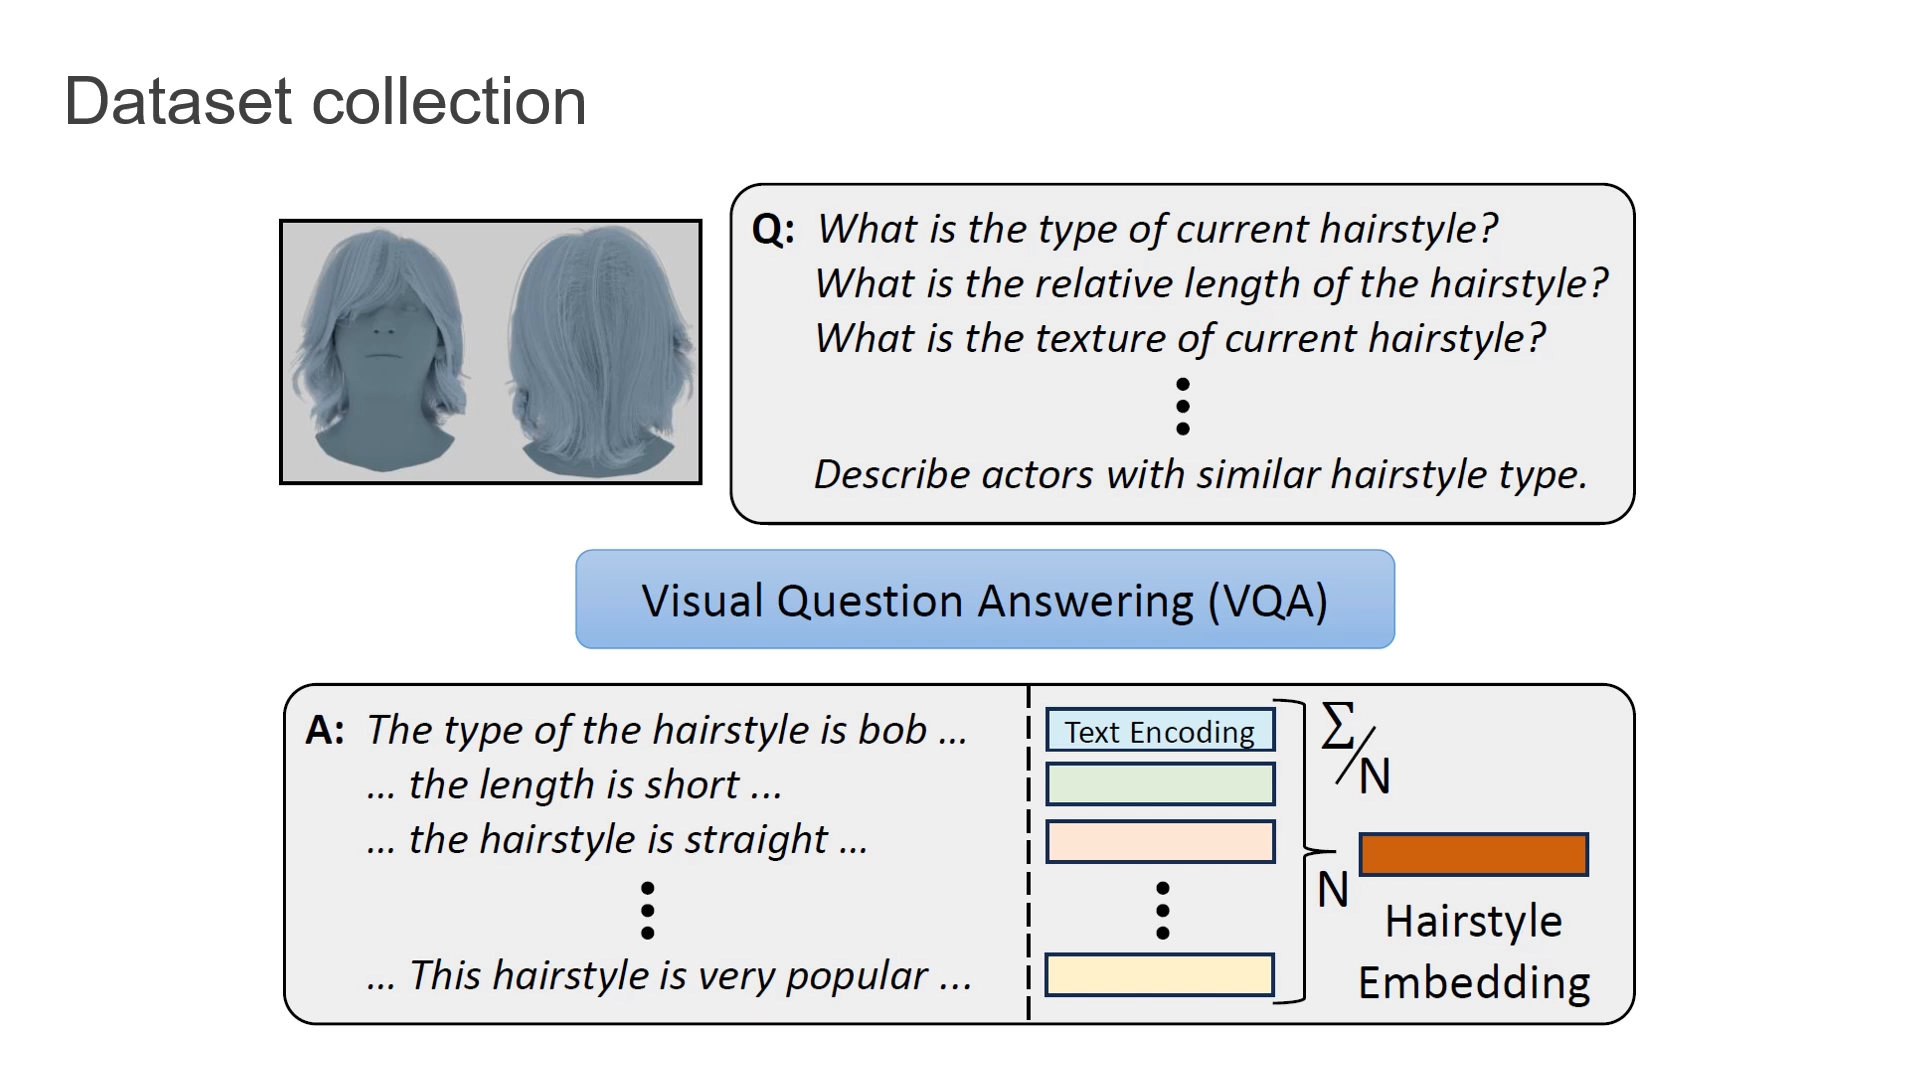 Dataset collection
Q: What is the type of current hairstyle?
What is the relative length of the hairstyle?
What is the texture of current hairstyle?
Describe actors with similar hairstyle type.
Visual Question Answering (VQA)
A: The type of the hairstyle is bob ...
... the length is short ...
... the hairstyle is straight ...
... This hairstyle is very popular ...
Text Encoding
Σ/N
N
Hairstyle
Embedding